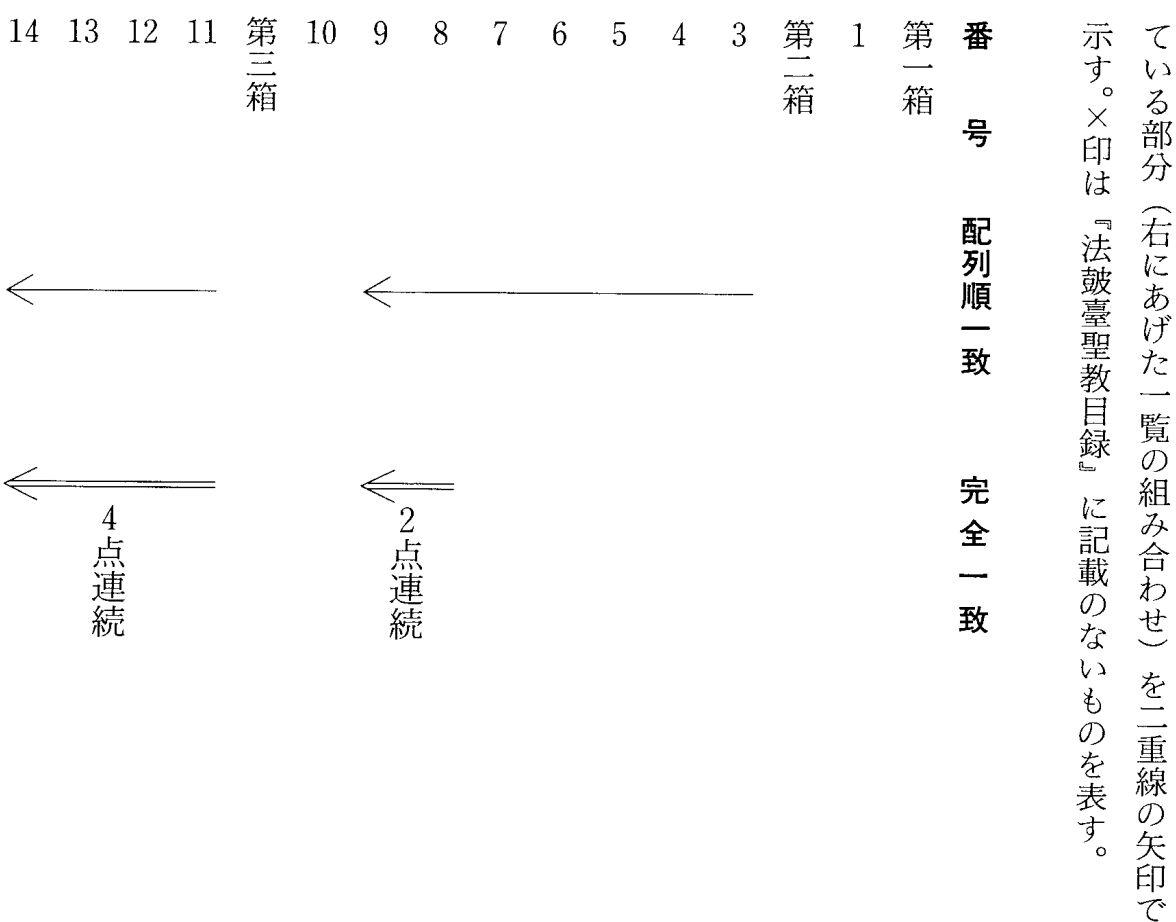 ている部分（右にあげた一覧の組み合わせ）を二重線の矢印で
示す。×印は『法皷臺聖教目録』に記載のないものを表す。
番号 配列順一致 完全一致
第一箱
1
第二箱
3
4
5
6
7
8
9
2点連続
10
第三箱
11
12
13
4点連続
14